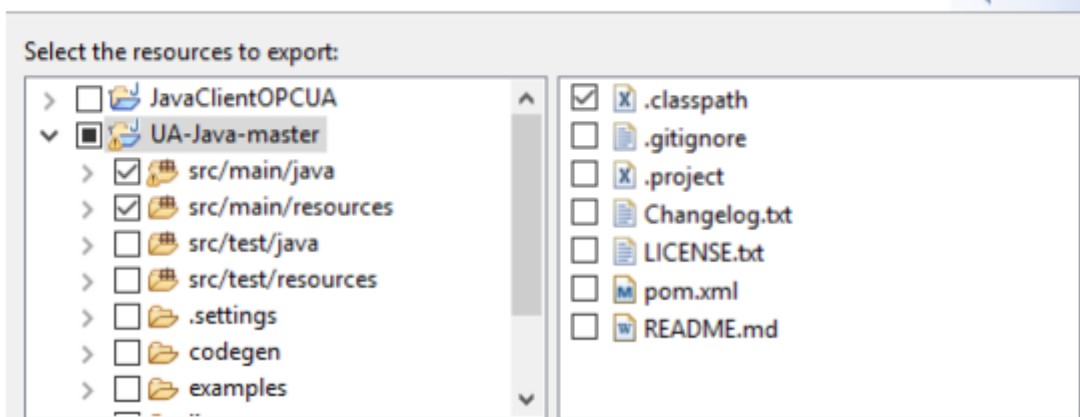 Select the resources to export:
JavaClientOPCUA
UA-Java-master
src/main/java
src/main/resources
src/test/java
src/test/resources
.settings
codegen
examples
.classpath
.gitignore
.project
Changelog.txt
LICENSE.txt
pom.xml
README.md